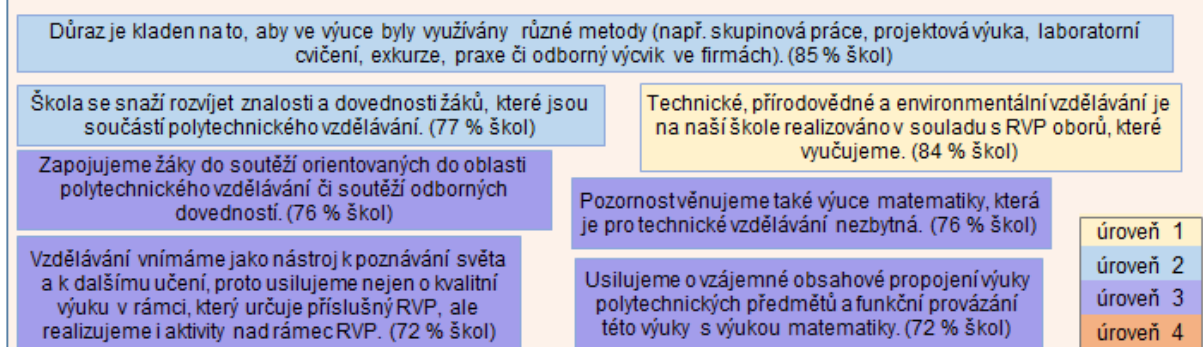 Důraz je kladen na to, aby ve výuce byly využívány různé metody (např. skupinová práce, projektová výuka, laboratorní
cvičení, exkurze, praxe či odborný výcvik ve firmách). (85 % škol)
Škola se snaží rozvíjet znalosti a dovednosti žáků, které jsou
součástí polytechnického vzdělávání. (77 % škol)
Technické, přírodovědné a environmentální vzdělávání je
na naší škole realizováno v souladu s RVP oborů, které
vyučujeme. (84 % škol)
Zapojujeme žáky do soutěží orientovaných do oblasti
polytechnického vzdělávání či soutěží odborných
dovedností. (76 % škol)
Pozornost věnujeme také výuce matematiky, která
je pro technické vzdělávání nezbytná. (76 % škol)
Vzdělávání vnímáme jako nástroj k poznávání světa
a k dalšímu učení, proto usilujeme nejen o kvalitní
výuku v rámci, který určuje příslušný RVP, ale
realizujeme i aktivity nad rámec RVP. (72 % škol)
Usilujeme o vzájemné obsahové propojení výuky
polytechnických předmětů a funkční provázání
této výuky s výukou matematiky. (72 % škol)
úroveň 1
úroveň 2
úroveň 3
úroveň 4